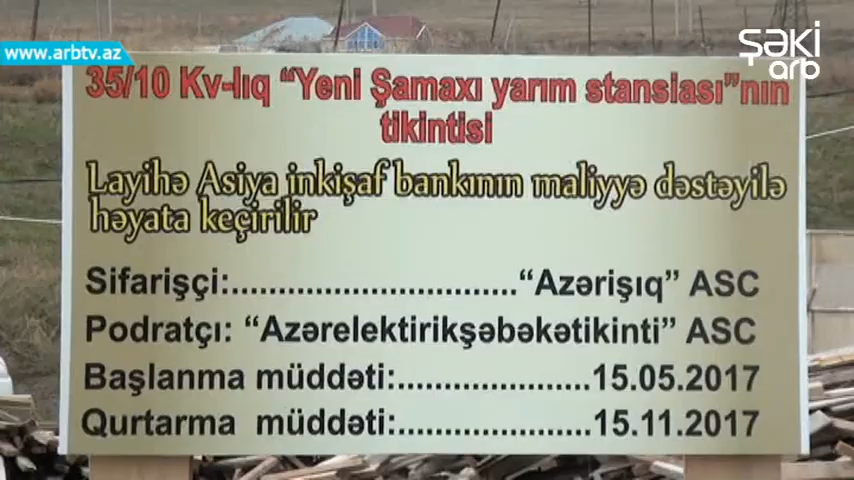 www.arbtv.az
ŞƏKİ
arb
35/10 Kv-lıq “Yeni Şamaxı yarım stansiası”nın
tikintisi
Layihə Asiya inkişaf bankının maliyyə dəstəyilə
həyata keçirilir
Sifarişçi:...............................“Azərişıq” ASC
Podratçı: “Azərelektirikşəbəkətikinti” ASC
Başlanma müddəti:.....................15.05.2017
Qurtarma müddəti:.....................15.11.2017